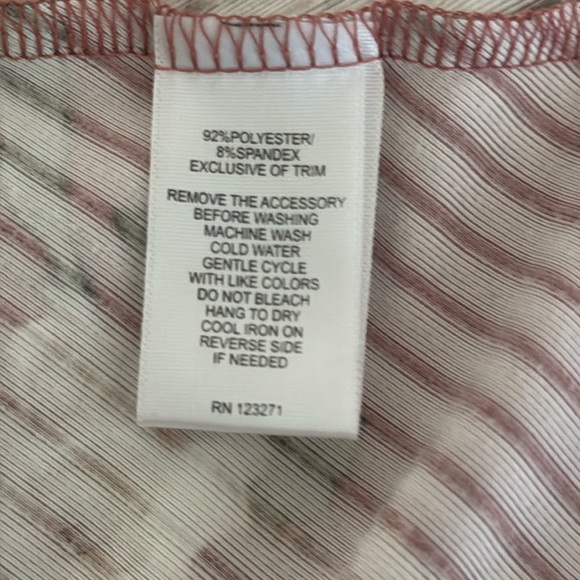 92%POLYESTER/
8%SPANDEX
EXCLUSIVE OF TRIM
REMOVE THE ACCESSORY
BEFORE WASHING
MACHINE WASH
COLD WATER
GENTLE CYCLE
WITH LIKE COLORS
DO NOT BLEACH
HANG TO DRY
COOL IRON ON
REVERSE SIDE
IF NEEDED
RN 123271